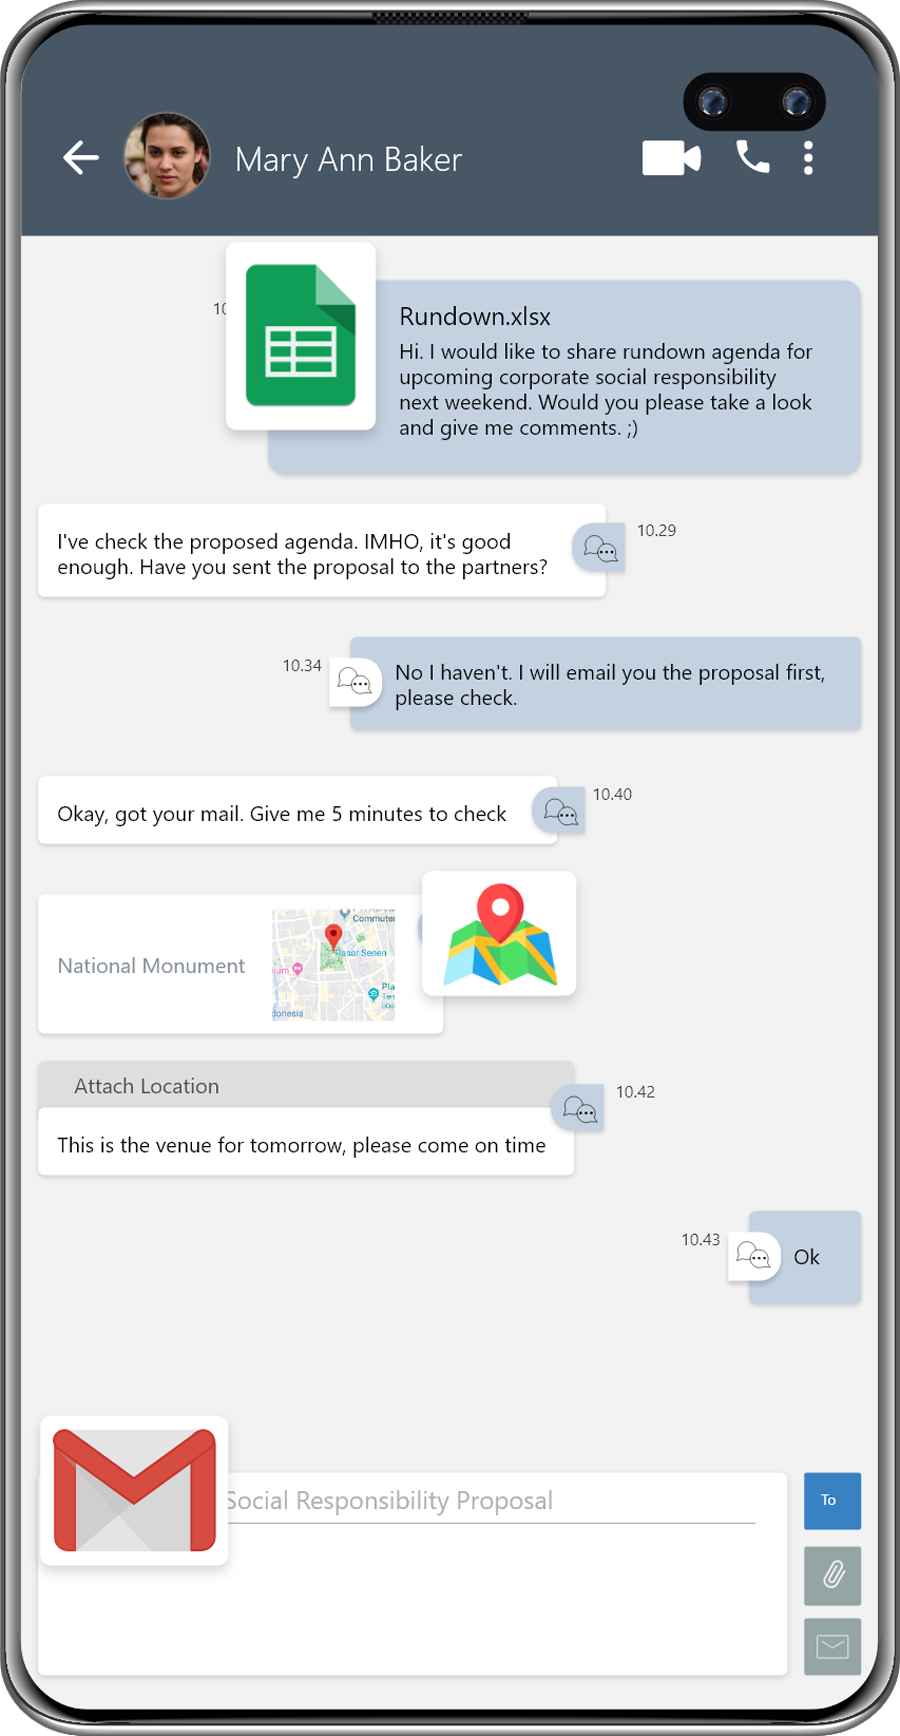 Mary Ann Baker
10
Rundown.xlsx
Hi. I would like to share rundown agenda for
upcoming corporate social responsibility
next weekend. Would you please take a look
and give me comments. ;)
I've check the proposed agenda. IMHO, it's good
enough. Have you sent the proposal to the partners?
10.29
10.34
No I haven't. I will email you the proposal first,
please check.
Okay, got your mail. Give me 5 minutes to check
10.40
National Monument
Commuter
Pasar Senen
Attach Location
10.42
This is the venue for tomorrow, please come on time
10.43
Ok
Social Responsibility Proposal
To